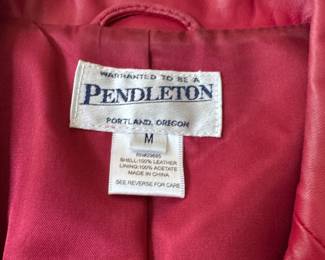 WARRANTED TO BE A
PENDLETON
PORTLAND, OREGON
M
SHELL:100% LEATHER
LINING:100% ACETATE
MADE IN CHINA
SEE REVERSE FOR CARE